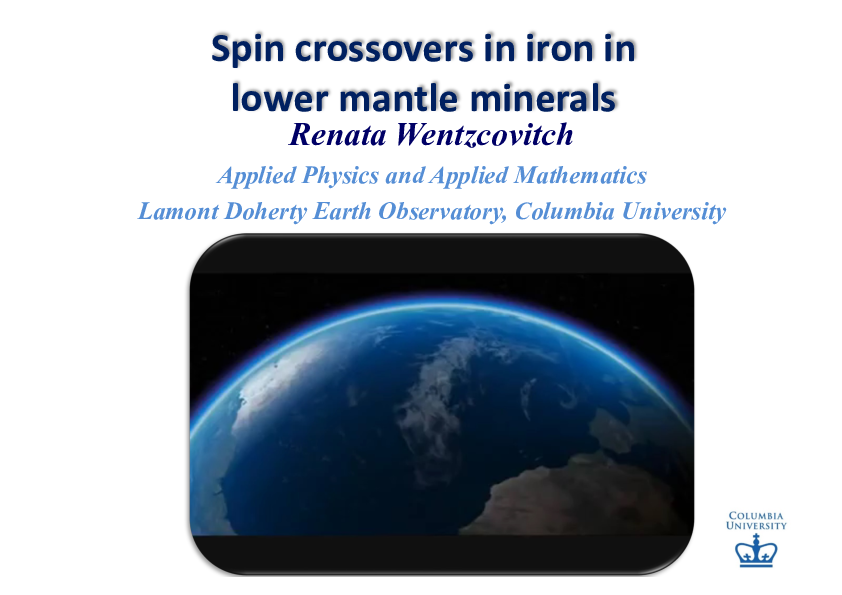 Spin crossovers in iron in
lower mantle minerals
Renata Wentzcovitch
Applied Physics and Applied Mathematics
Lamont Doherty Earth Observatory, Columbia University
COLUMBIA
UNIVERSITY